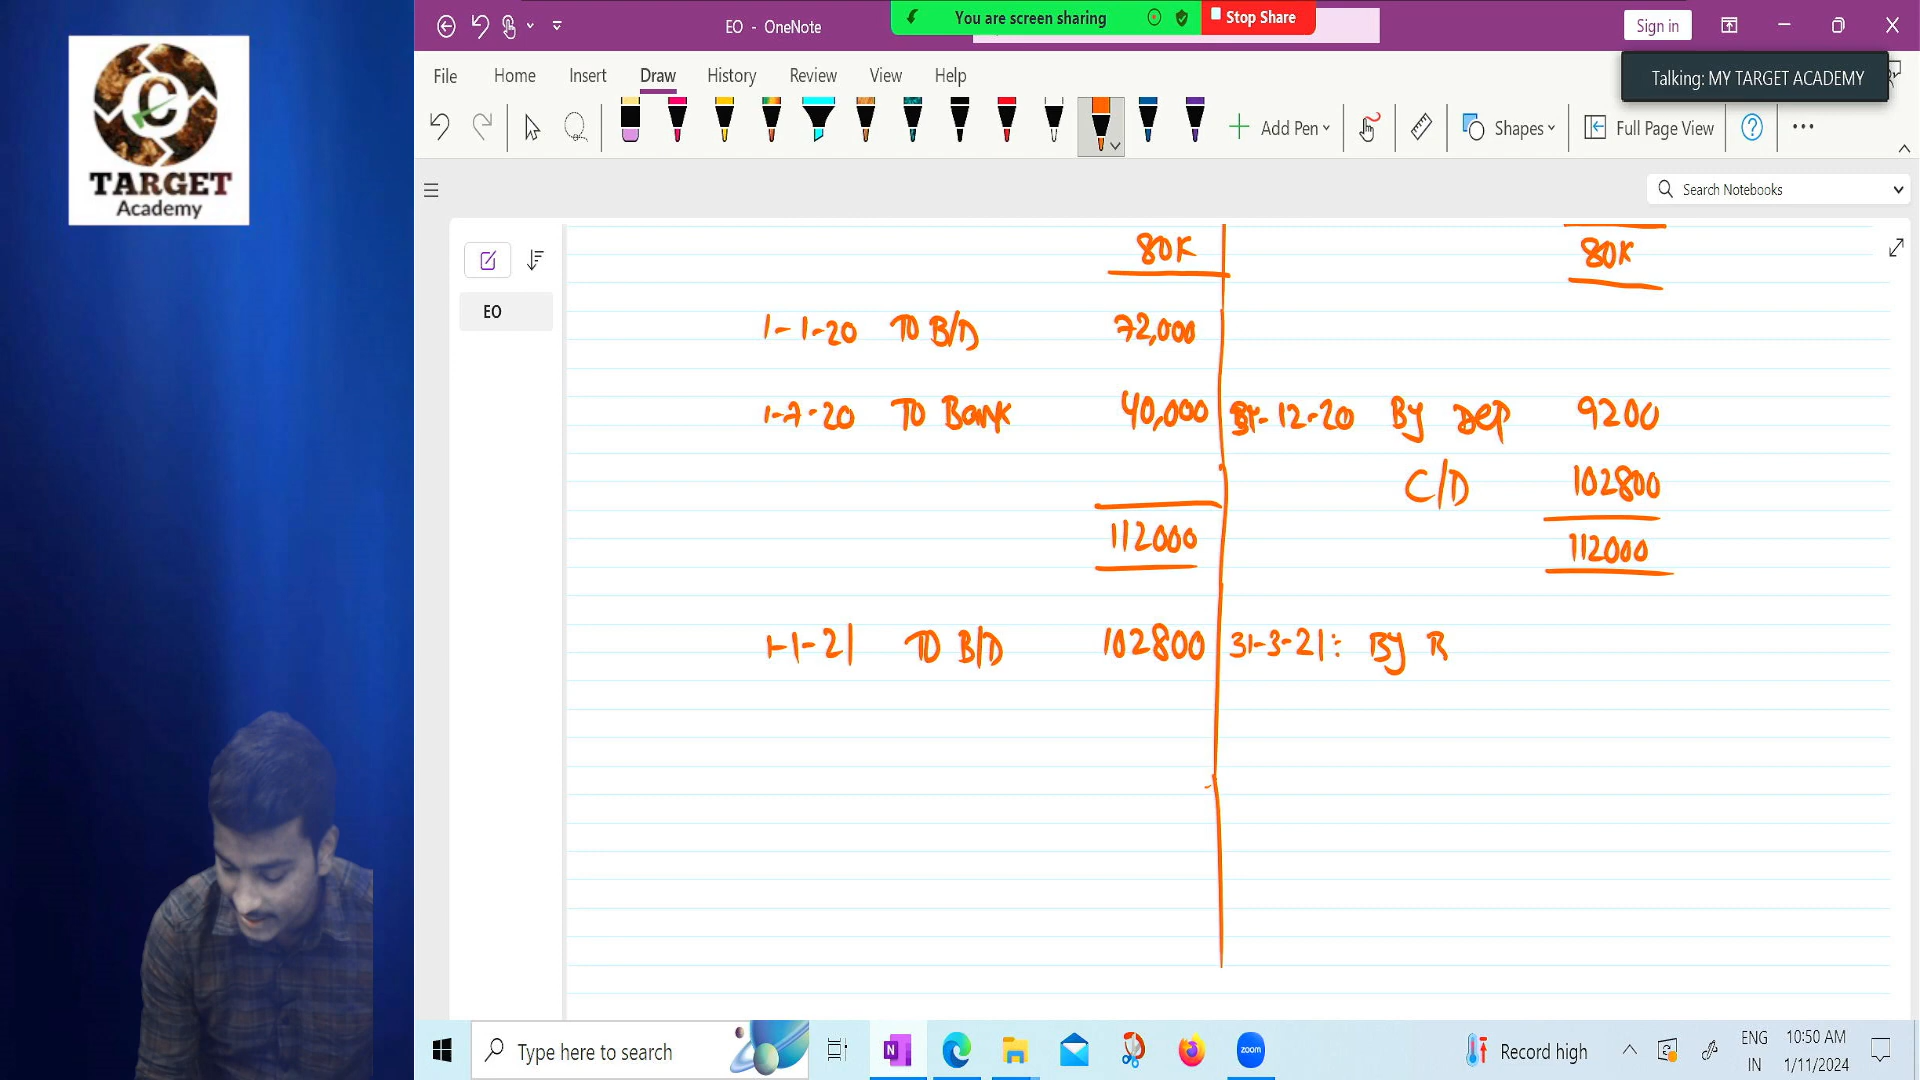 EO - OneNote
You are screen sharing
Stop Share
Sign in
Talking: MY TARGET ACADEMY
File Home Insert Draw History Review View Help
Add Pen Shapes Full Page View
Search Notebooks
C
TARGET
Academy
EO
80K 80K
1-1-20 TO B/D 72,000
1-7-20 TO Bank 40,000 31-12-20 By Dep 9200
C/D 102800
112000 112000
1-1-21 TO B/D 102800 31-3-21: By B
Type here to search
zoom
Record high
ENG
IN
10:50 AM
1/11/2024